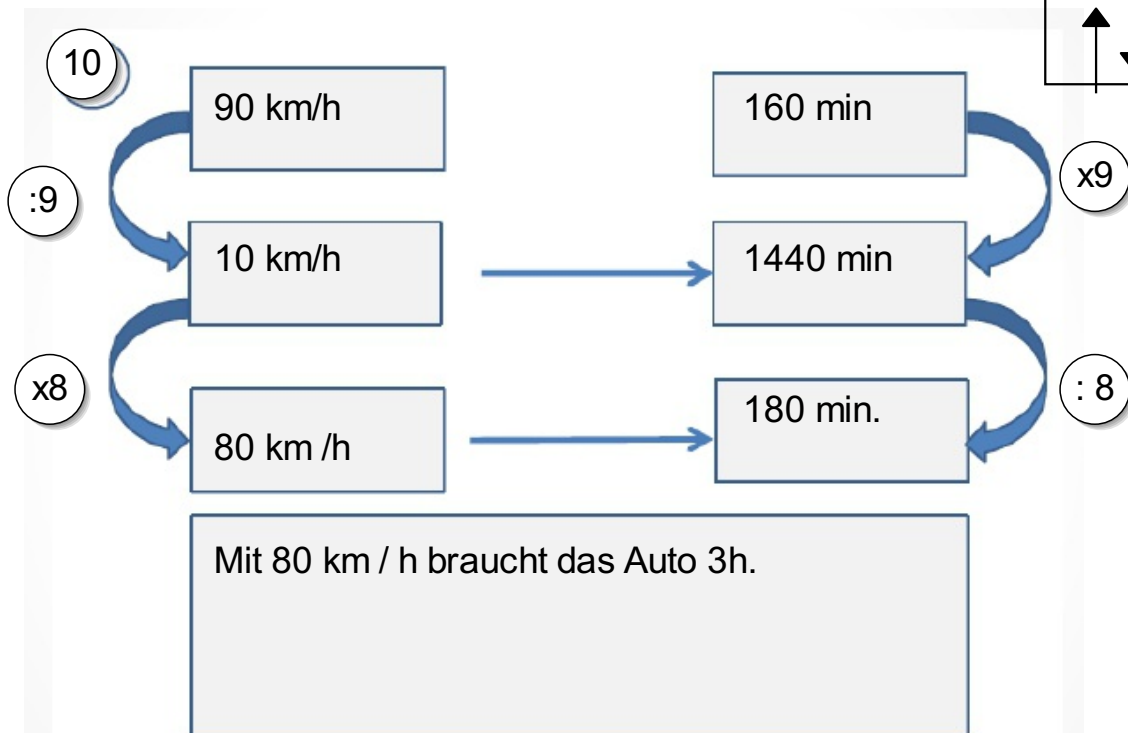 10
90 km/h
160 min
:9
x9
10 km/h
1440 min
x8
: 8
80 km /h
180 min.
Mit 80 km / h braucht das Auto 3h.